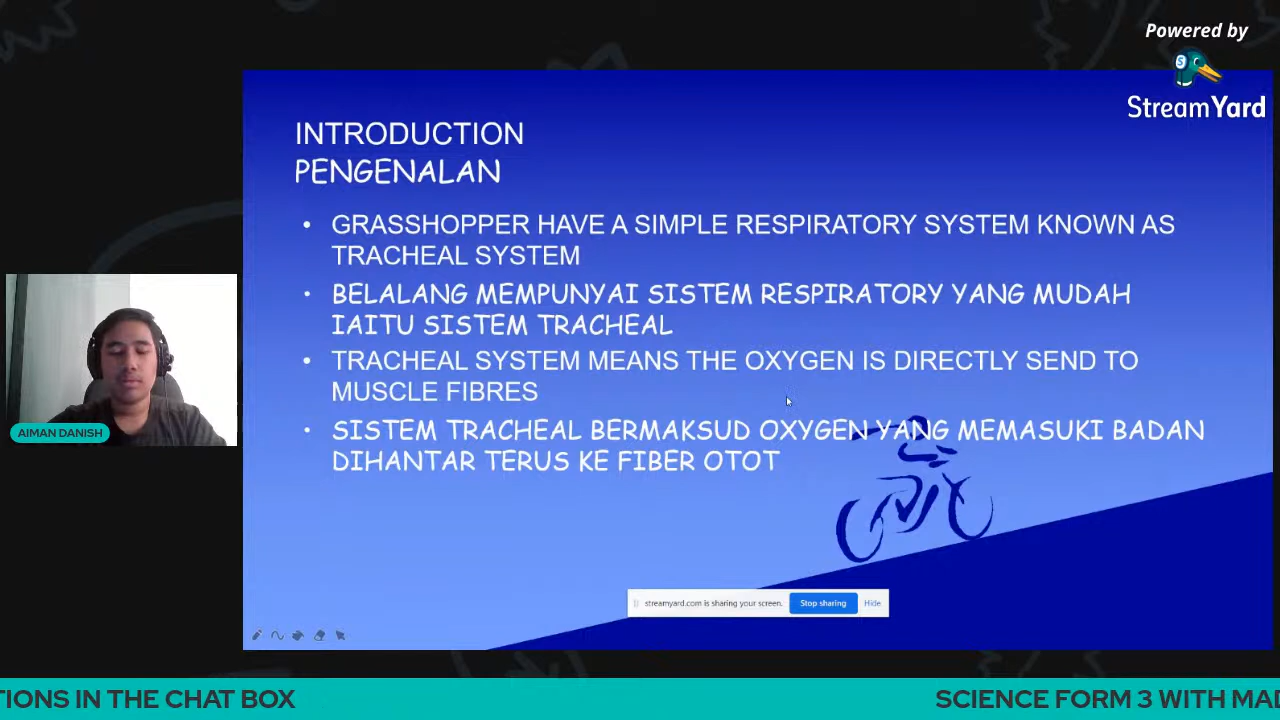 Powered by
StreamYard
INTRODUCTION
PENGENALAN
• GRASSHOPPER HAVE A SIMPLE RESPIRATORY SYSTEM KNOWN AS
TRACHEAL SYSTEM
• BELALANG MEMPUNYAI SISTEM RESPIRATORY YANG MUDAH
IAITU SISTEM TRACHEAL
• TRACHEAL SYSTEM MEANS THE OXYGEN IS DIRECTLY SEND TO
MUSCLE FIBRES
• SISTEM TRACHEAL BERMAKSUD OXYGEN YANG MEMASUKI BADAN
DIHANTAR TERUS KE FIBER OTOT
AIMAN DANISH
streamyard.com is sharing your screen. Stop sharing Hide
TIONS IN THE CHAT BOX SCIENCE FORM 3 WITH MAD